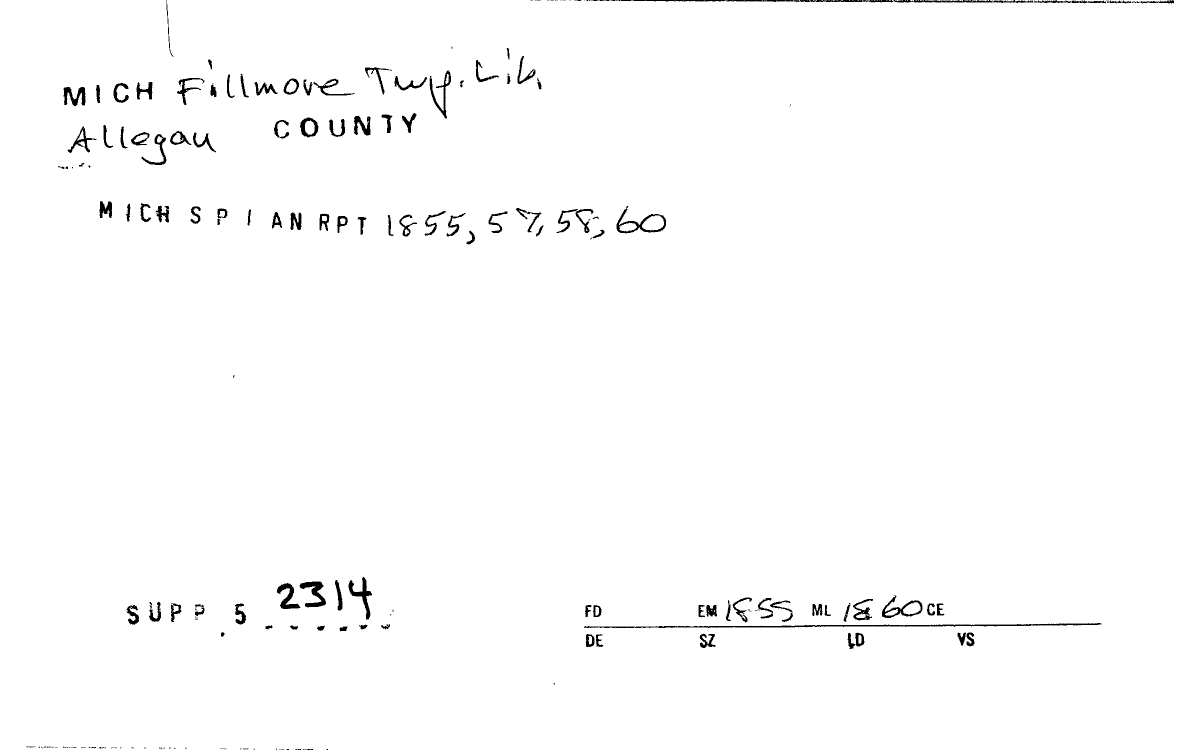 MICH Fillmore Twp. Lib.
Allegan COUNTY
MICH SPI AN RPT 1855, 57, 58, 60
SUPP 5 2314
FD EM 1855 ML 1860 CE
DE SZ LD VS